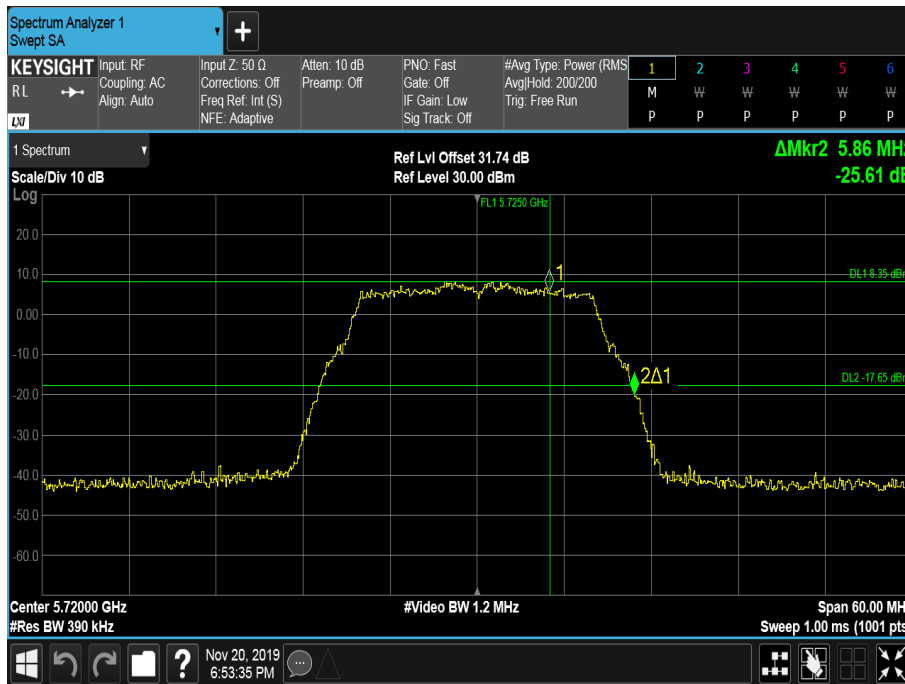 Spectrum Analyzer 1
Swept SA
▼
+
KEYSIGHT
RL
LXI
Input: RF
Coupling: AC
Align: Auto
Input Z: 50 Ω
Corrections: Off
Freq Ref: Int (S)
NFE: Adaptive
Atten: 10 dB
Preamp: Off
PNO: Fast
Gate: Off
IF Gain: Low
Sig Track: Off
#Avg Type: Power (RMS
Avg|Hold: 200/200
Trig: Free Run
1 2 3 4 5 6
M W W W W W
P P P P P P
1 Spectrum ▼
Scale/Div 10 dB
Ref Lvl Offset 31.74 dB
Ref Level 30.00 dBm
ΔMkr2 5.86 MH
-25.61 dB
Log
FL1 5.7250 GHz
20.0
10.0
1
DL1 8.35 dBm
0.00
-10.0
2Δ1
DL2 -17.65 dBm
-20.0
-30.0
-40.0
-50.0
-60.0
Center 5.72000 GHz
#Video BW 1.2 MHz
Span 60.00 MH
#Res BW 390 kHz
Sweep 1.00 ms (1001 pts
?
Nov 20, 2019
6:53:35 PM